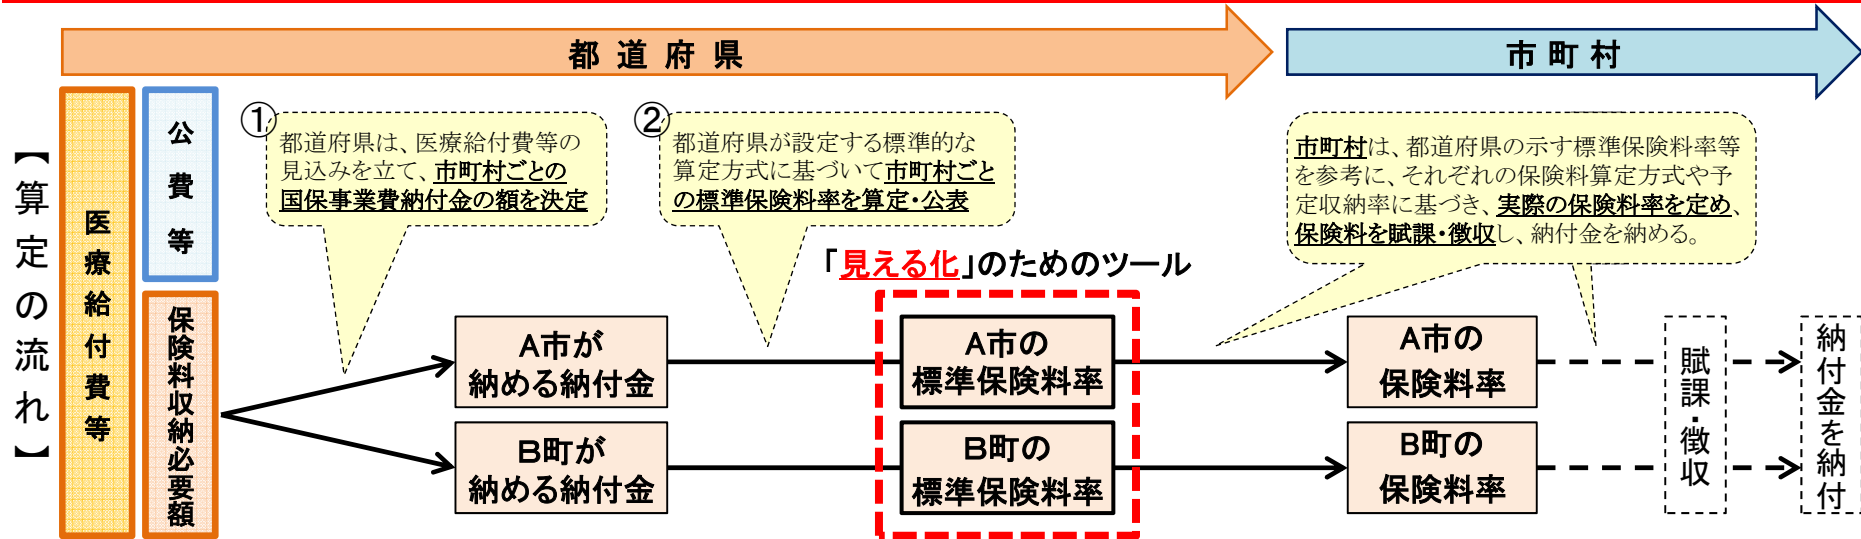 都道府県
市町村
【算定の流れ】
医療給付費等
公費等
保険料収納必要額
①
都道府県は、医療給付費等の
見込みを立て、市町村ごとの
国保事業費納付金の額を決定
②
都道府県が設定する標準的な
算定方式に基づいて市町村ごと
の標準保険料率を算定・公表
市町村は、都道府県の示す標準保険料率等
を参考に、それぞれの保険料算定方式や予
定収納率に基づき、実際の保険料率を定め、
保険料を賦課・徴収し、納付金を納める。
「見える化」のためのツール
A市が
納める納付金
A市の
標準保険料率
A市の
保険料率
B町が
納める納付金
B町の
標準保険料率
B町の
保険料率
賦課・徴収
納付金を納付